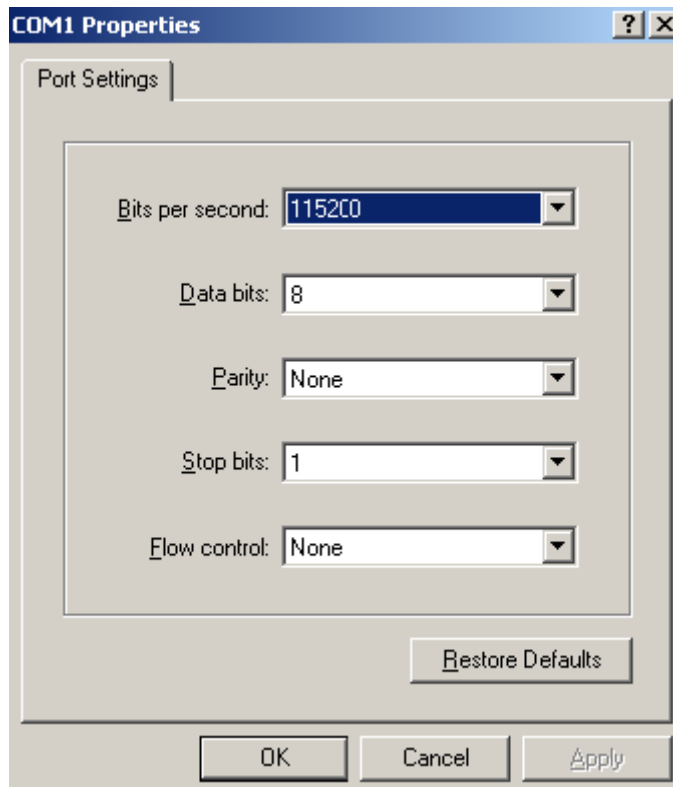 COM1 Properties
Port Settings
Bits per second: 115200
Data bits: 8
Parity: None
Stop bits: 1
Flow control: None
Restore Defaults
OK Cancel Apply